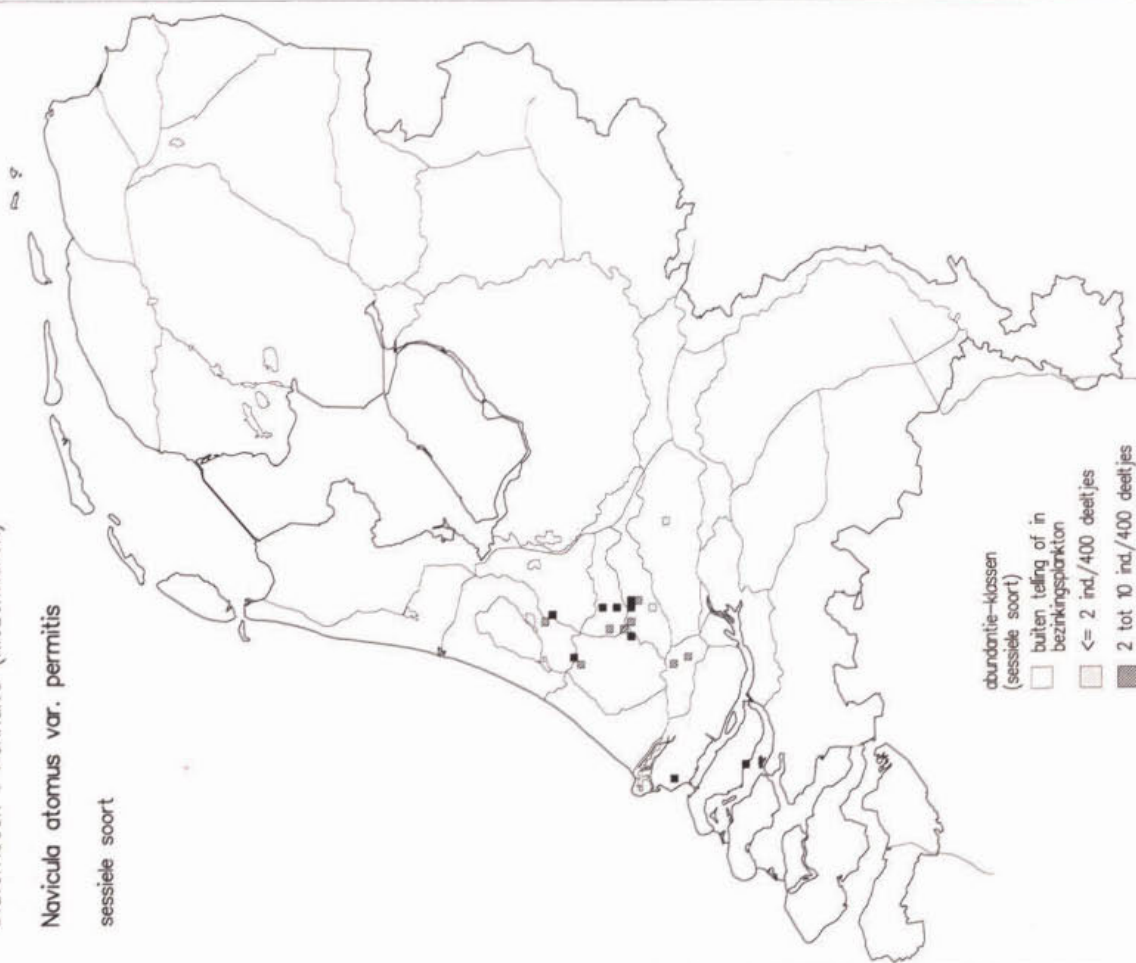 Navicula atomus var. permitis
sessiele soort
abundantie-klassen
(sessiele soort)
buiten telling of in
bezinkingsplankton
<= 2 ind./400 deeltjes
2 tot 10 ind./400 deeltjes